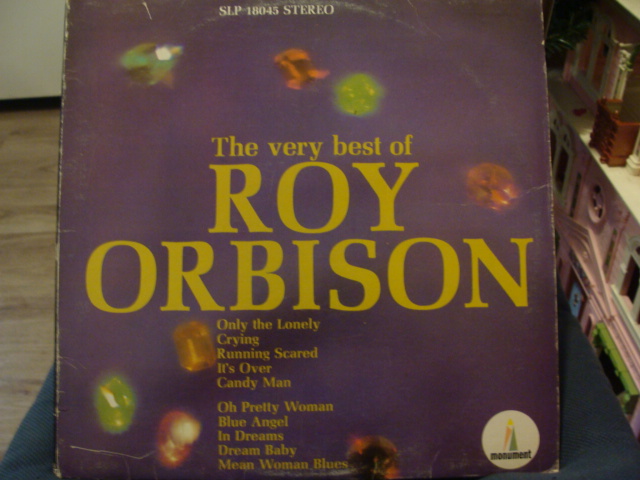 SLP 18045 STEREO
The very best of
ROY
ORBISON
Only the Lonely
Crying
Running Scared
It's Over
Candy Man
Oh Pretty Woman
Blue Angel
In Dreams
Dream Baby
Mean Woman Blues
monument